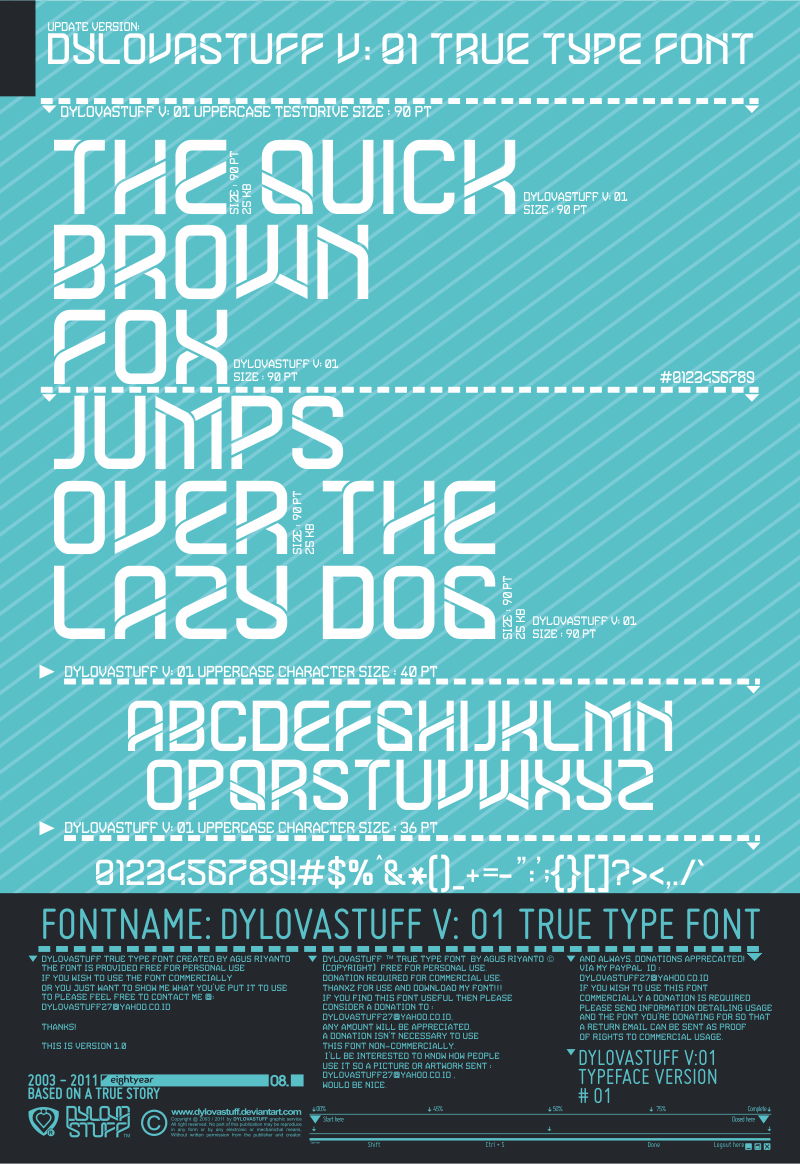 UPDATE VERSION:
DYLOVASTUFF V: 01 TRUE TYPE FONT
DYLOVASTUFF V: 01 UPPERCASE TESTDRIVE SIZE : 90 PT
THE QUICK
SIZE : 90 PT
25 KB
DYLOVASTUFF V: 01
SIZE : 90 PT
BROWN
FOX
DYLOVASTUFF V: 01
SIZE : 90 PT
#0123456789
JUMPS
OVER THE
SIZE : 90 PT
25 KB
LAZY DOG
SIZE : 90 PT
25 KB
DYLOVASTUFF V: 01
SIZE : 90 PT
DYLOVASTUFF V: 01 UPPERCASE CHARACTER SIZE : 40 PT
ABCDEFGHIJKLMN
OPQRSTUVWXYZ
DYLOVASTUFF V: 01 UPPERCASE CHARACTER SIZE : 36 PT
0123456789!#$%^&*()_+=-":';{}[]?><,./`
FONTNAME: DYLOVASTUFF V: 01 TRUE TYPE FONT
DYLOVASTUFF TRUE TYPE FONT CREATED BY AGUS RIYANTO
THE FONT IS PROVIDED FREE FOR PERSONAL USE
IF YOU WISH TO USE THE FONT COMMERCIALLY
OR YOU JUST WANT TO SHOW ME WHAT YOU'VE PUT IT TO USE
TO PLEASE FEEL FREE TO CONTACT ME @:
DYLOVASTUFF27@YAHOO.CO.ID
THANKS!
THIS IS VERSION 1.0
2003 - 2011 eightyear 08.
BASED ON A TRUE STORY
DYLOVA
STUFF TM
© www.dylovastuff.deviantart.com
Copyright @ 2003 / 2011 by DYLOVASTUFF graphic service
All right reserved. No part of this publication may be reproduce
in any form or by any electronic or mechanichal means.
Without written permission from the publisher and creator.
DYLOVASTUFF ™ TRUE TYPE FONT BY AGUS RIYANTO ©
(COPYRIGHT) FREE FOR PERSONAL USE.
DONATION REQUIRED FOR COMMERCIAL USE.
THANXZ FOR USE AND DOWNLOAD MY FONT!!!
IF YOU FIND THIS FONT USEFUL THEN PLEASE
CONSIDER A DONATION TO :
DYLOVASTUFF27@YAHOO.CO.ID.
ANY AMOUNT WILL BE APPRECIATED.
A DONATION ISN'T NECESSARY TO USE
THIS FONT NON-COMMERCIALLY.
I'LL BE INTERESTED TO KNOW HOW PEOPLE
USE IT SO A PICTURE OR ARTWORK SENT :
DYLOVASTUFF27@YAHOO.CO.ID .
WOULD BE NICE.
AND ALWAYS. DONATIONS APPRECAITED!
VIA MY PAYPAL ID :
DYLOVASTUFF27@YAHOO.CO.ID
IF YOU WISH TO USE THIS FONT
COMMERCIALLY A DONATION IS REQUIRED
PLEASE SEND INFORMATION DETAILING USAGE
AND THE FONT YOU'RE DONATING FOR SO THAT
A RETURN EMAIL CAN BE SENT AS PROOF
OF RIGHTS TO COMMERCIAL USAGE.
DYLOVASTUFF V:01
TYPEFACE VERSION
# 01
00% 45% 50% 75% Complete
Start here Closed here
Shift Ctrl + S Done Logout here